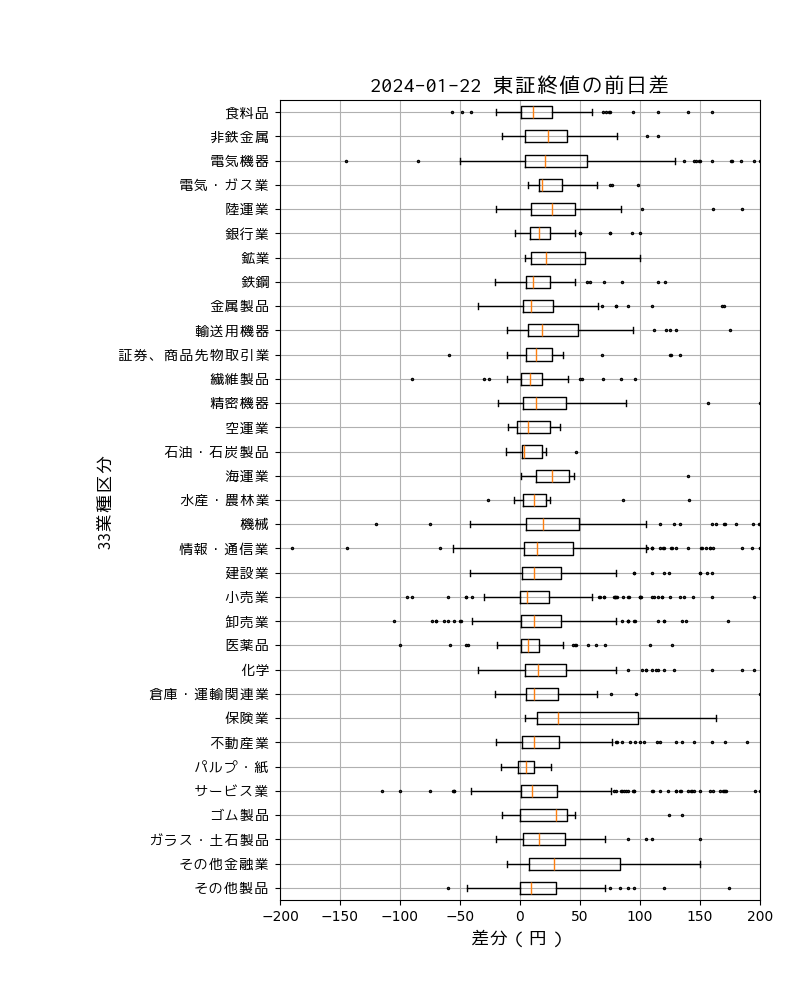 2024-01-22 東証終値の前日差
食料品
非鉄金属
電気機器
電気・ガス業
陸運業
銀行業
鉱業
鉄鋼
金属製品
輸送用機器
証券、商品先物取引業
繊維製品
精密機器
空運業
石油・石炭製品
海運業
水産・農林業
機械
情報・通信業
建設業
小売業
卸売業
医薬品
化学
倉庫・運輸関連業
保険業
不動産業
パルプ・紙
サービス業
ゴム製品
ガラス・土石製品
その他金融業
その他製品
33業種区分
−200 −150 −100 −50 0 50 100 150 200
差分（円）